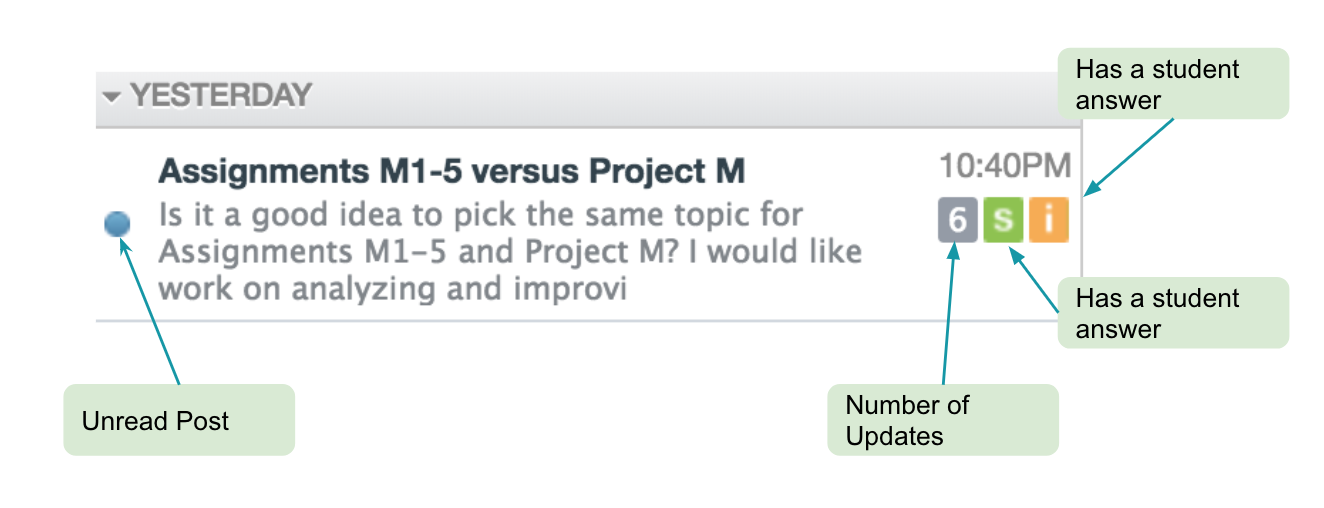 Has a student
answer
YESTERDAY
Assignments M1-5 versus Project M
10:40PM
Is it a good idea to pick the same topic for
Assignments M1-5 and Project M? I would like
work on analyzing and improvi
6 S i
Has a student
answer
Unread Post
Number of
Updates